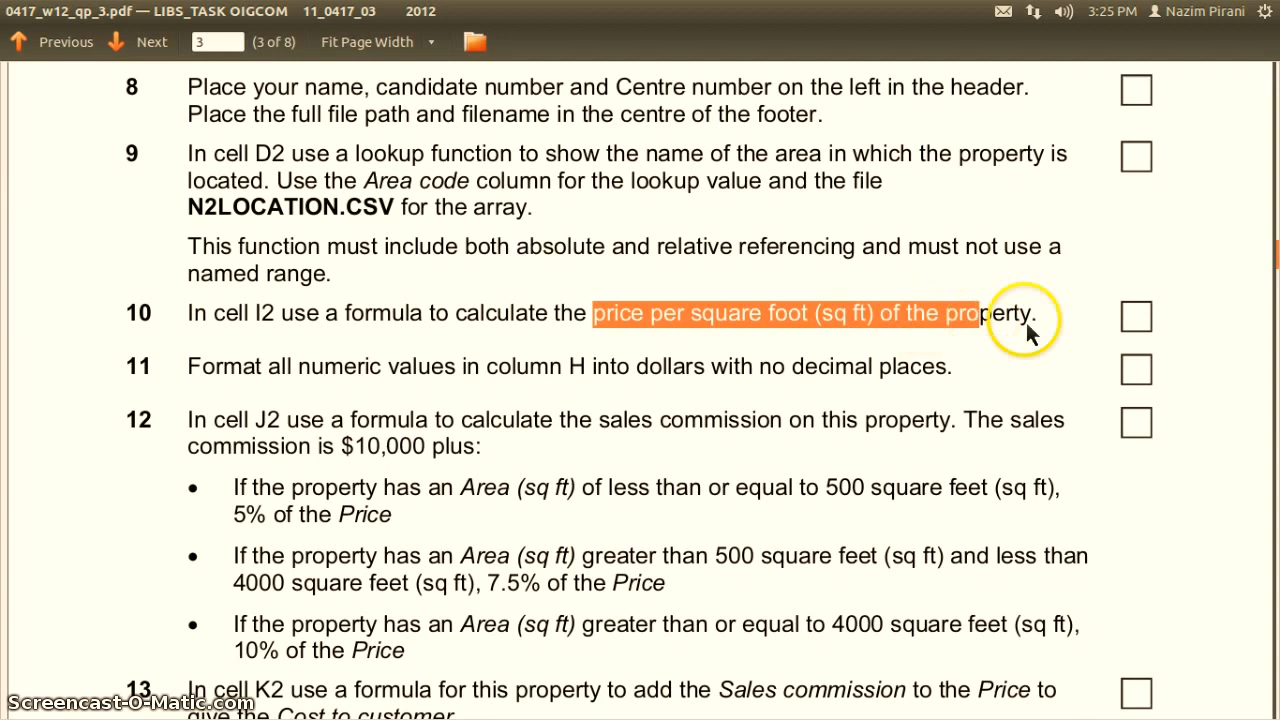 0417_w12_qp_3.pdf — LIBS_TASK OIGCOM 11_0417_03 2012 3:25 PM Nazim Pirani
Previous Next 3 (3 of 8) Fit Page Width
8 Place your name, candidate number and Centre number on the left in the header.
Place the full file path and filename in the centre of the footer.
9 In cell D2 use a lookup function to show the name of the area in which the property is
located. Use the Area code column for the lookup value and the file
N2LOCATION.CSV for the array.
This function must include both absolute and relative referencing and must not use a
named range.
10 In cell I2 use a formula to calculate the price per square foot (sq ft) of the property.
11 Format all numeric values in column H into dollars with no decimal places.
12 In cell J2 use a formula to calculate the sales commission on this property. The sales
commission is $10,000 plus:
• If the property has an Area (sq ft) of less than or equal to 500 square feet (sq ft),
5% of the Price
• If the property has an Area (sq ft) greater than 500 square feet (sq ft) and less than
4000 square feet (sq ft), 7.5% of the Price
• If the property has an Area (sq ft) greater than or equal to 4000 square feet (sq ft),
10% of the Price
13 In cell K2 use a formula for this property to add the Sales commission to the Price to
give the Cost to customer
Screencast-O-Matic.com